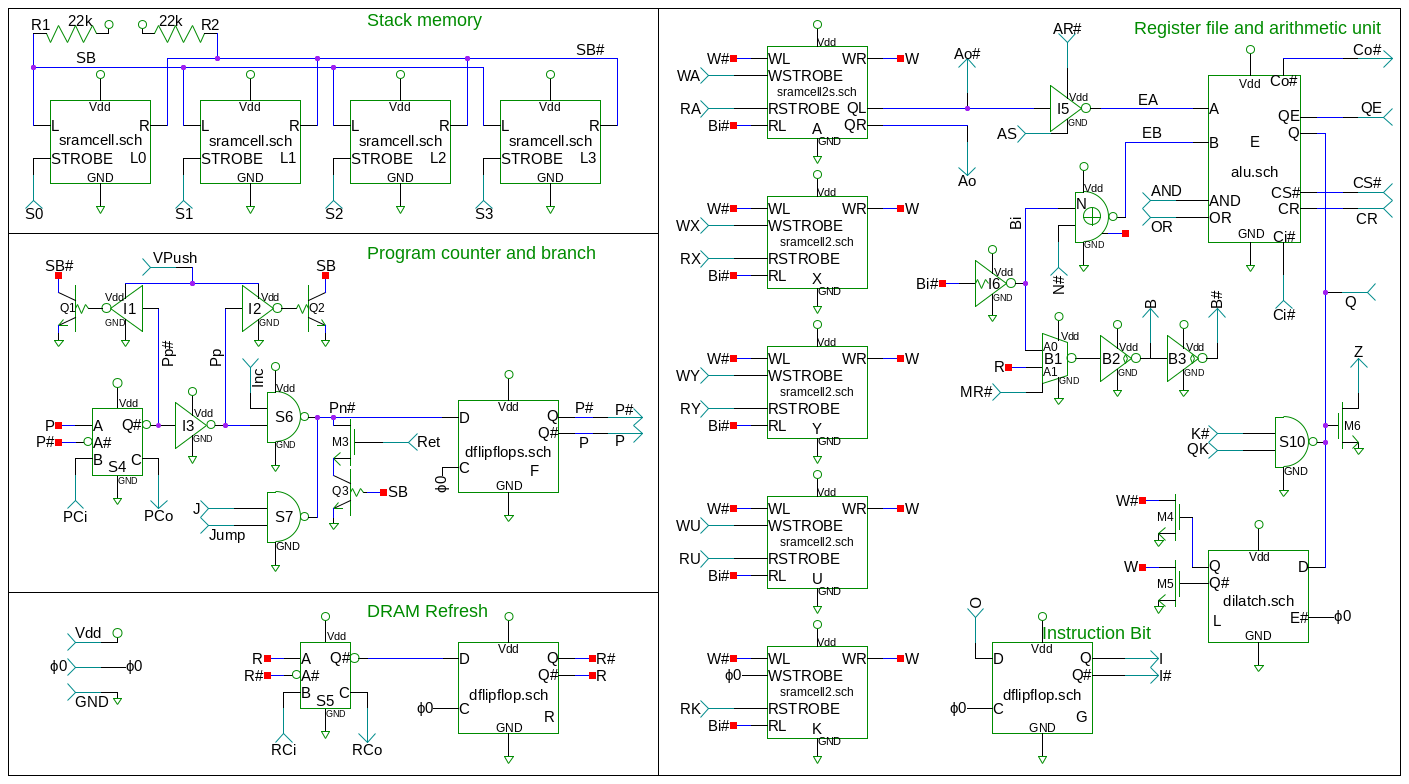 Stack memory
R1 22k 22k R2
SB SB#
Vdd Vdd Vdd Vdd
L R L R L R L R
sramcell.sch sramcell.sch sramcell.sch sramcell.sch
STROBE L0 STROBE L1 STROBE L2 STROBE L3
GND GND GND GND
S0 S1 S2 S3
Program counter and branch
SB# VPush SB
Q1 Vdd I1 GND I2 Vdd GND Q2
Pp# Pp Inc
Vdd Vdd Vdd Vdd
P A Q# I3 S6 Pn# D Q P# P#
P# A# GND GND M3 Ret Q# P P
B C dflipflops.sch
S4 GND Q3 SB C F
ϕ0 GND
PCi PCo J S7 Jump GND
DRAM Refresh
Vdd Vdd Vdd
ϕ0 ϕ0 R A Q# D Q R#
GND R# A# Q# R
B C dflipflop.sch
S5 GND ϕ0 C R
RCi RCo GND
Register file and arithmetic unit
Vdd
W# WL WR W
WA WSTROBE
sramcell2s.sch
RA RSTROBE QL
Bi# RL A QR
GND
Vdd
W# WL WR W
WX WSTROBE
sramcell2.sch
RX RSTROBE
Bi# RL X
GND
Vdd
W# WL WR W
WY WSTROBE
sramcell2.sch
RY RSTROBE
Bi# RL Y
GND
Vdd
W# WL WR W
WU WSTROBE
sramcell2.sch
RU RSTROBE
Bi# RL U
GND
Vdd
W# WL WR W
ϕ0 WSTROBE
sramcell2.sch
RK RSTROBE
Bi# RL K
GND
Ao# AR# Co#
I5 Vdd GND EA
AS Ao EB
Vdd Co#
A QE QE
Q
B E
alu.sch
AND AND CS# CS#
OR OR CR CR
GND Ci#
Ci# Q
Vdd N GND N#
Bi Bi# I6 Vdd GND
A0 B1 A1 Vdd GND
R MR#
B2 Vdd GND B
B3 Vdd GND B#
Z M6
K# QK S10 GND
W# M4
W M5
Vdd
Q D
Q# dilatch.sch
L E# ϕ0
GND
O Instruction Bit
Vdd
D Q I
Q# I#
dflipflop.sch
ϕ0 C G
GND